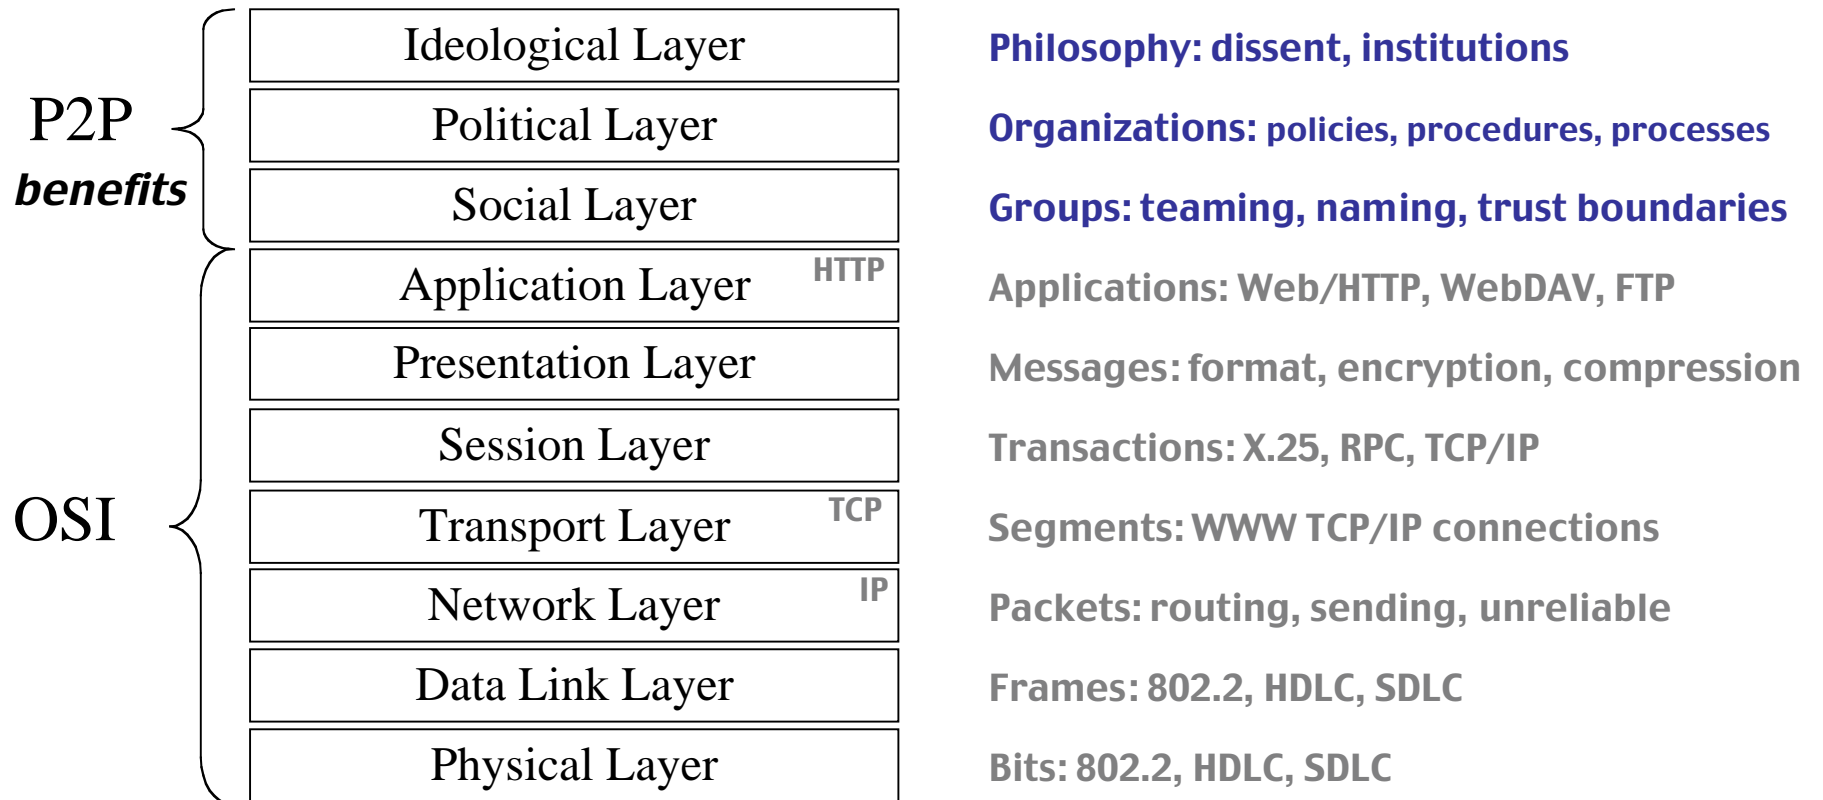 Ideological Layer Philosophy: dissent, institutions
P2P Political Layer Organizations: policies, procedures, processes
benefits Social Layer Groups: teaming, naming, trust boundaries
Application Layer HTTP Applications: Web/HTTP, WebDAV, FTP
Presentation Layer Messages: format, encryption, compression
Session Layer Transactions: X.25, RPC, TCP/IP
OSI Transport Layer TCP Segments: WWW TCP/IP connections
Network Layer IP Packets: routing, sending, unreliable
Data Link Layer Frames: 802.2, HDLC, SDLC
Physical Layer Bits: 802.2, HDLC, SDLC